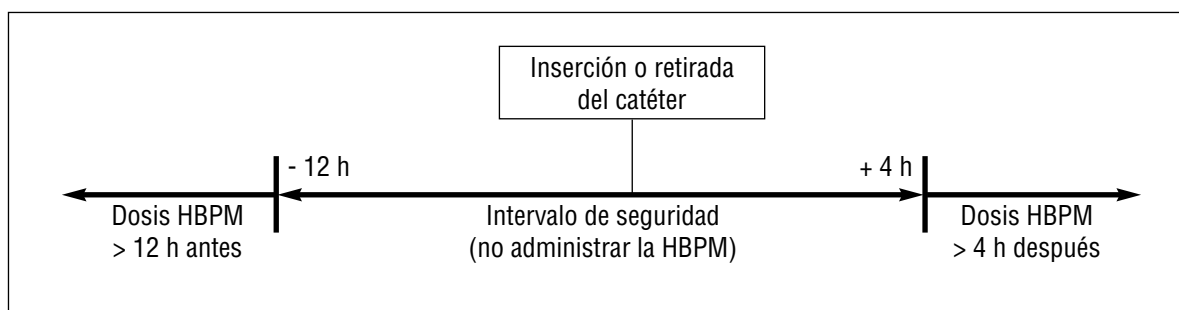 Inserción o retirada
del catéter
- 12 h
+ 4 h
Dosis HBPM
> 12 h antes
Intervalo de seguridad
(no administrar la HBPM)
Dosis HBPM
> 4 h después